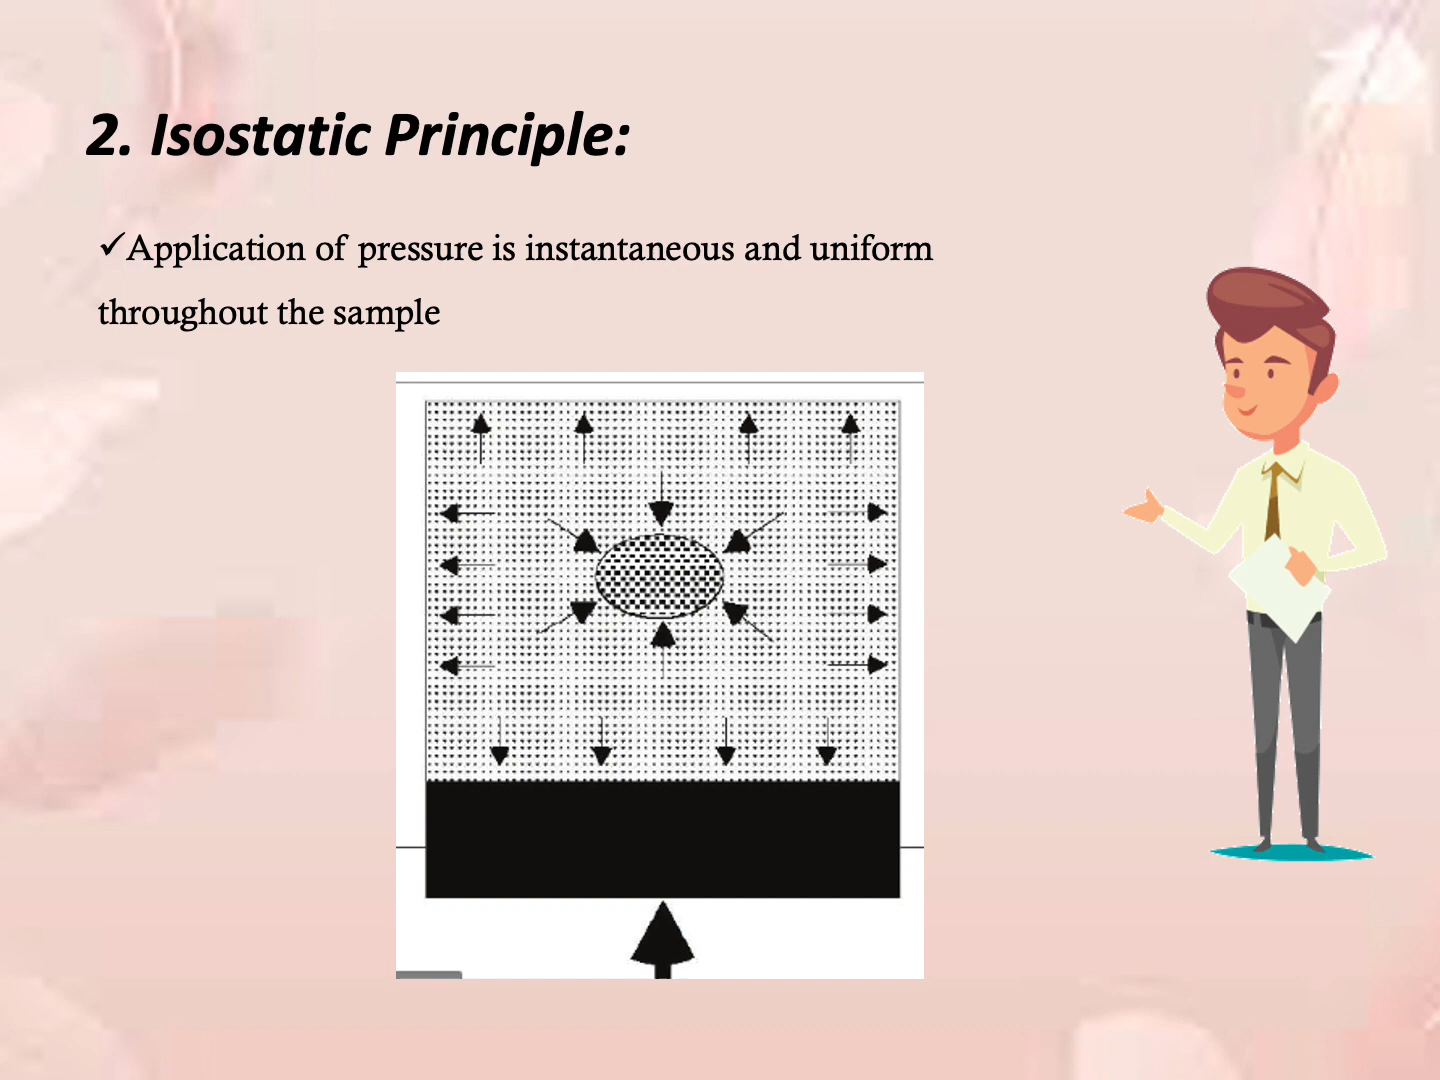 2. Isostatic Principle:
✓Application of pressure is instantaneous and uniform
throughout the sample